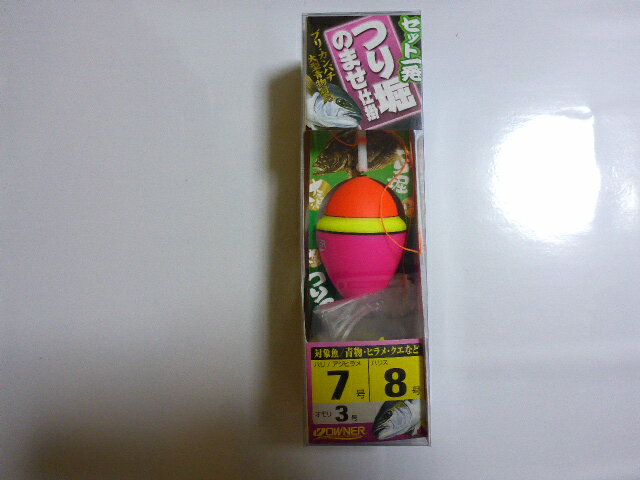 セット一発
つり堀
のませ仕掛
ブリ・カンパチ
対象魚/青物・ヒラメ・クエなど
ハリ/アジヒラメ
7号
ハリス
8号
オモリ 3号
OWNER